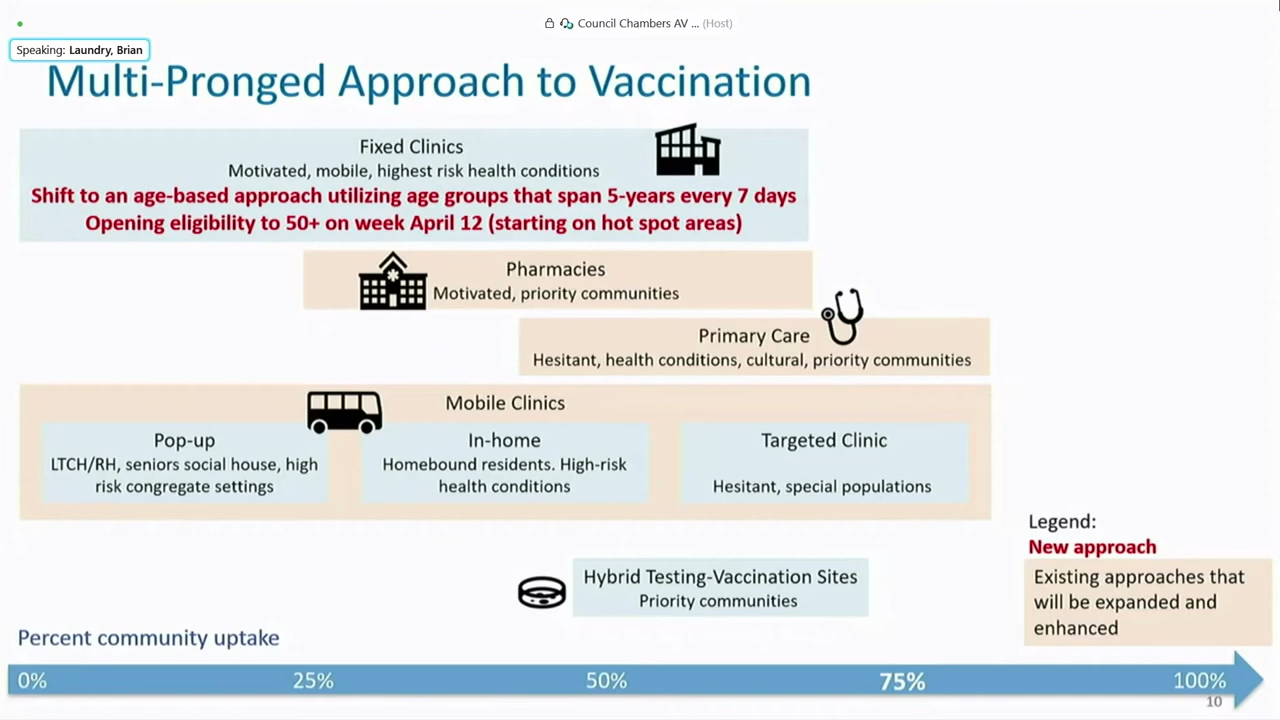 Council Chambers AV ... (Host)
Speaking: Laundry, Brian
Multi-Pronged Approach to Vaccination
Fixed Clinics
Motivated, mobile, highest risk health conditions
Shift to an age-based approach utilizing age groups that span 5-years every 7 days
Opening eligibility to 50+ on week April 12 (starting on hot spot areas)
Pharmacies
Motivated, priority communities
Primary Care
Hesitant, health conditions, cultural, priority communities
Mobile Clinics
Pop-up
LTCH/RH, seniors social house, high
risk congregate settings
In-home
Homebound residents. High-risk
health conditions
Targeted Clinic
Hesitant, special populations
Hybrid Testing-Vaccination Sites
Priority communities
Legend:
New approach
Existing approaches that
will be expanded and
enhanced
Percent community uptake
0% 25% 50% 75% 100%
10